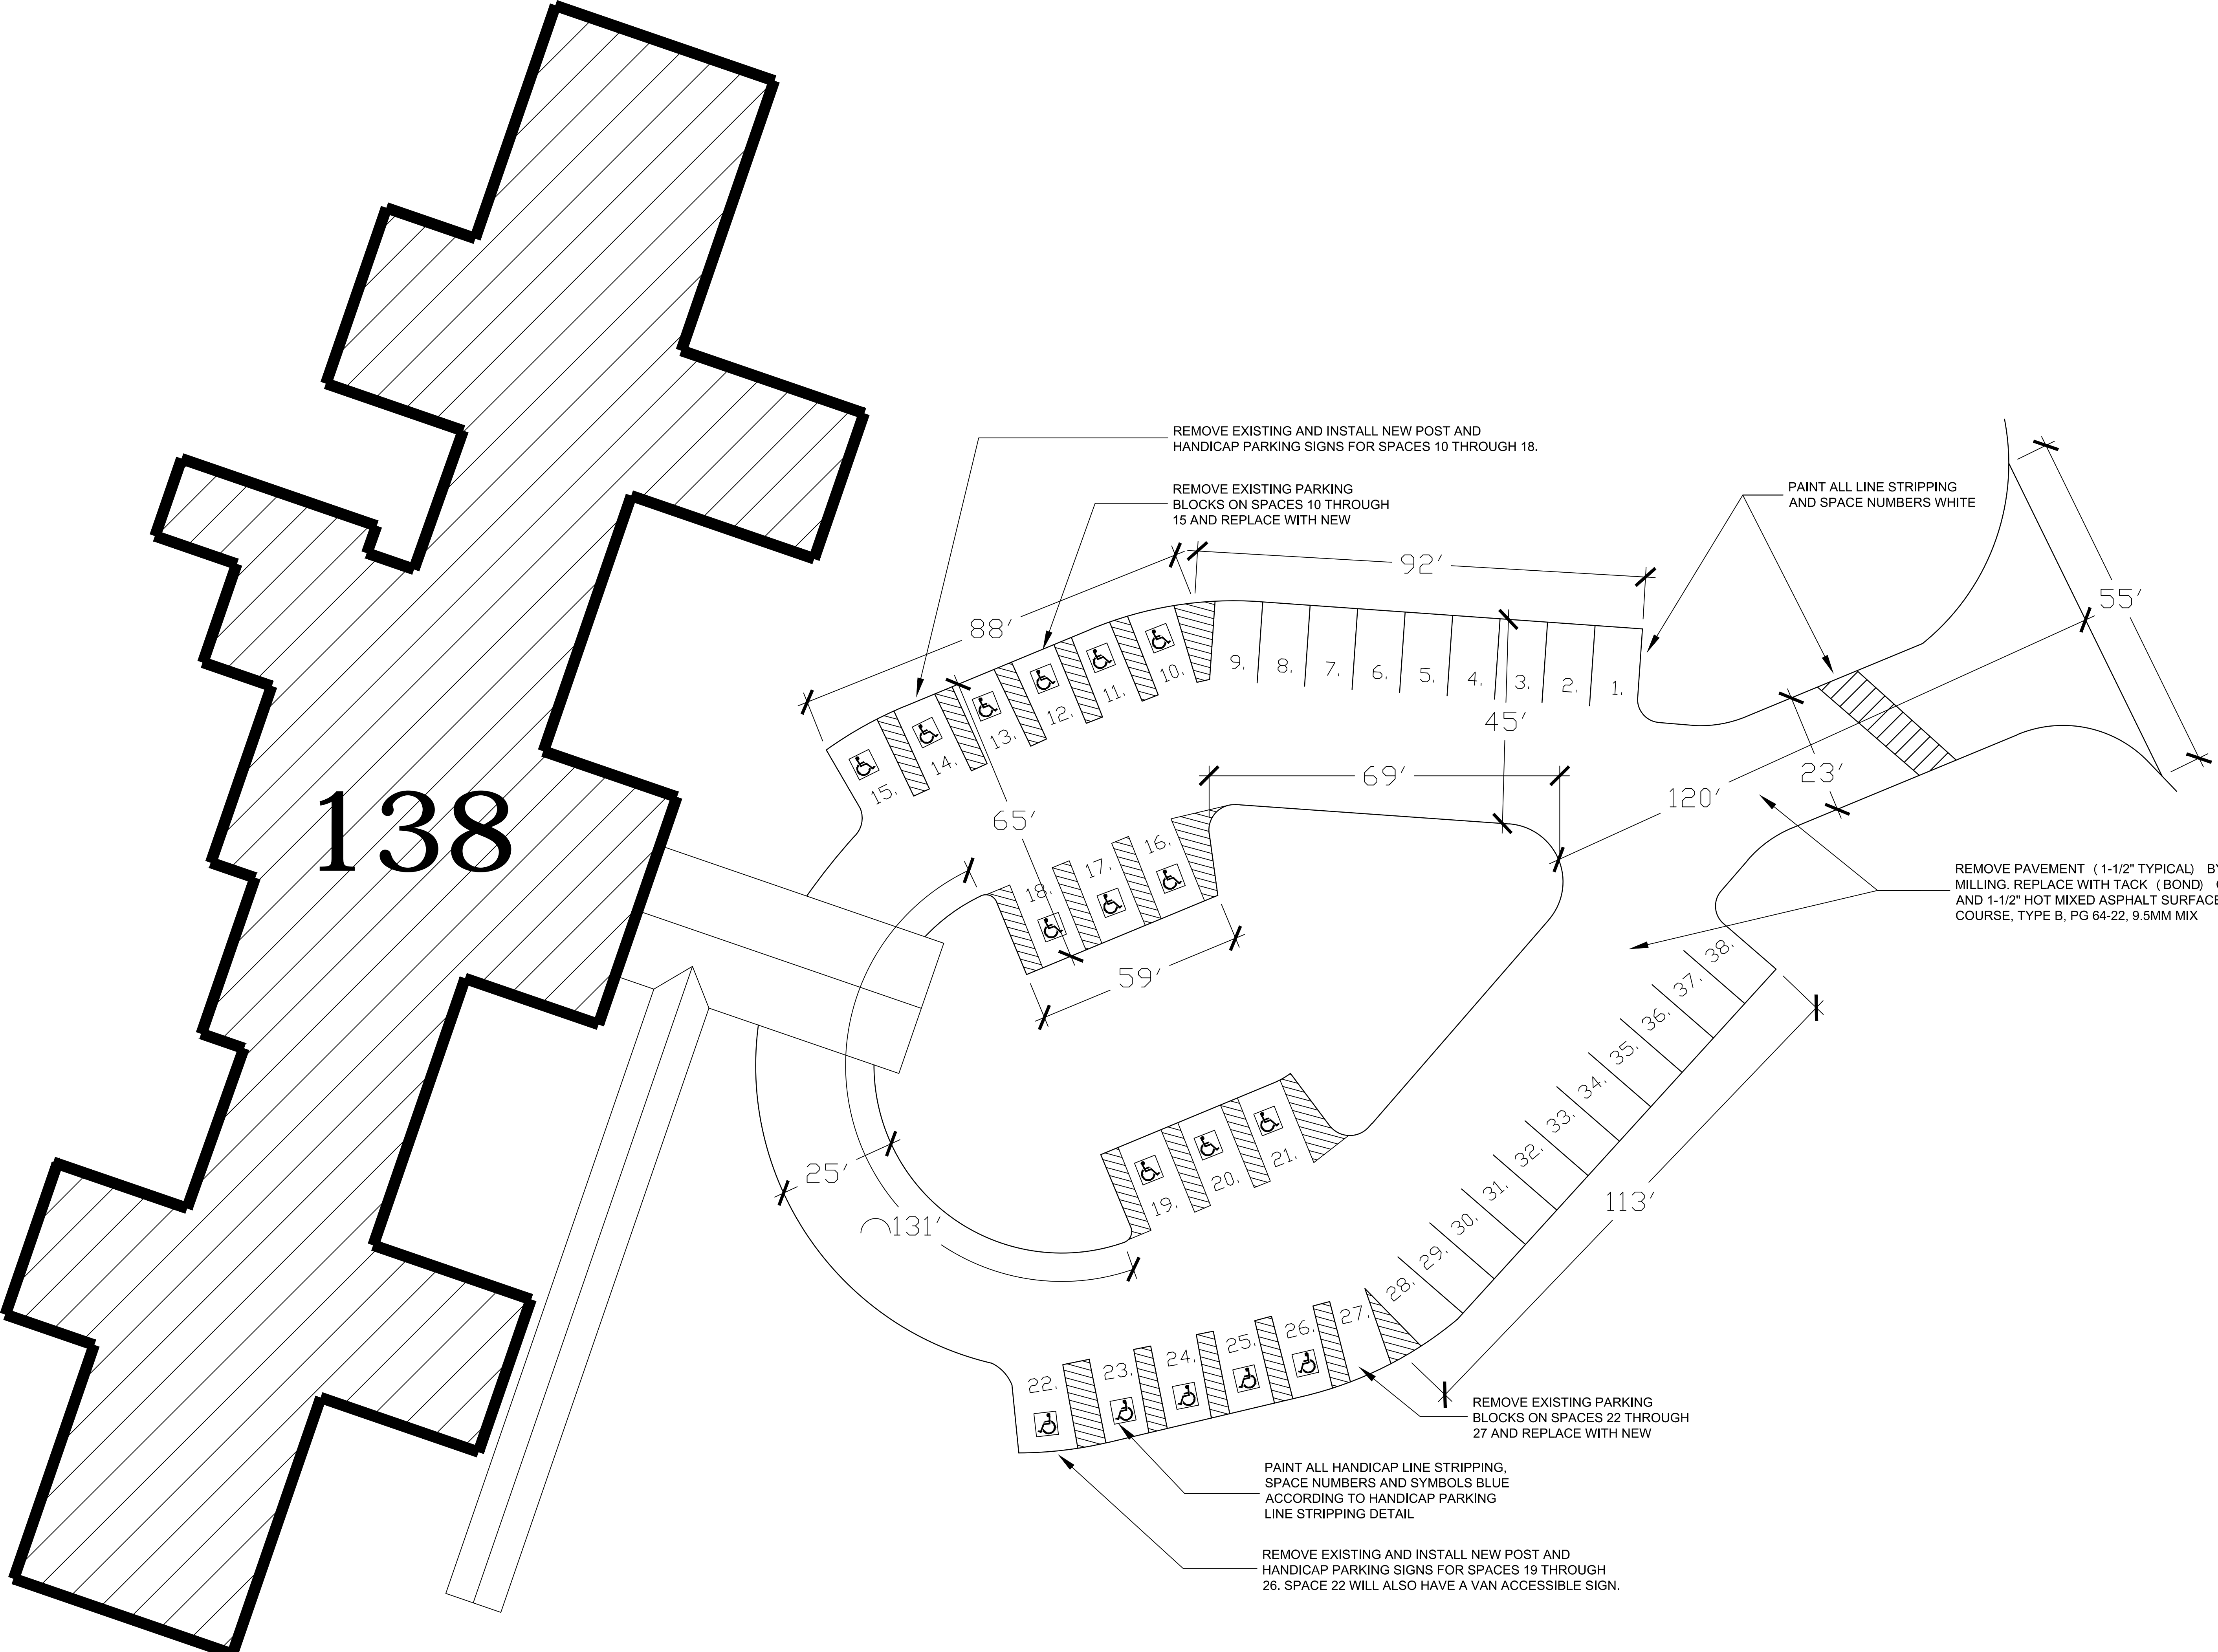 REMOVE EXISTING AND INSTALL NEW POST AND
HANDICAP PARKING SIGNS FOR SPACES 10 THROUGH 18.
REMOVE EXISTING PARKING
BLOCKS ON SPACES 10 THROUGH
15 AND REPLACE WITH NEW
PAINT ALL LINE STRIPPING
AND SPACE NUMBERS WHITE
92'
88'
55'
9.
8.
7.
6.
5.
4.
3.
2.
1.
10.
11.
12.
13.
14.
15.
45'
69'
23'
120'
65'
138
16.
17.
18.
59'
REMOVE PAVEMENT (1-1/2" TYPICAL)
MILLING. REPLACE WITH TACK (BOND)
AND 1-1/2" HOT MIXED ASPHALT SURFACE
COURSE, TYPE B, PG 64-22, 9.5MM MIX
38.
37.
36.
35.
34.
33.
32.
31.
30.
29.
28.
113'
25'
131'
19.
20.
21.
22.
23.
24.
25.
26.
27.
REMOVE EXISTING PARKING
BLOCKS ON SPACES 22 THROUGH
27 AND REPLACE WITH NEW
PAINT ALL HANDICAP LINE STRIPPING,
SPACE NUMBERS AND SYMBOLS BLUE
ACCORDING TO HANDICAP PARKING
LINE STRIPPING DETAIL
REMOVE EXISTING AND INSTALL NEW POST AND
HANDICAP PARKING SIGNS FOR SPACES 19 THROUGH
26. SPACE 22 WILL ALSO HAVE A VAN ACCESSIBLE SIGN.